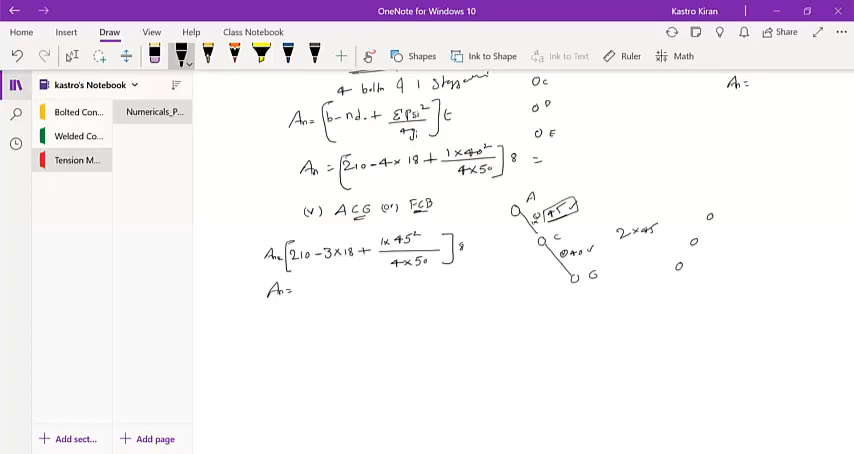 OneNote for Windows 10
Kastro Kiran
Home Insert Draw View Help Class Notebook
Share
Shapes Ink to Shape Ink to Text Ruler Math
kastro's Notebook
Bolted Con...
Welded Co...
Tension M...
Numericals_P...
+ Add sect...
+ Add page
4 bolts & 1
An = [b - nd. + Σpsi² / 4gi] t
An = [210 - 4 × 18 + 1 × 40² / 4 × 50] 8 =
(v) ACG (or) FCB
An = [210 - 3 × 18 + 1 × 45² / 4 × 50] 8
An =
C
D
E
A
45 ✓
C
40 ✓
G
2 × 45
An =